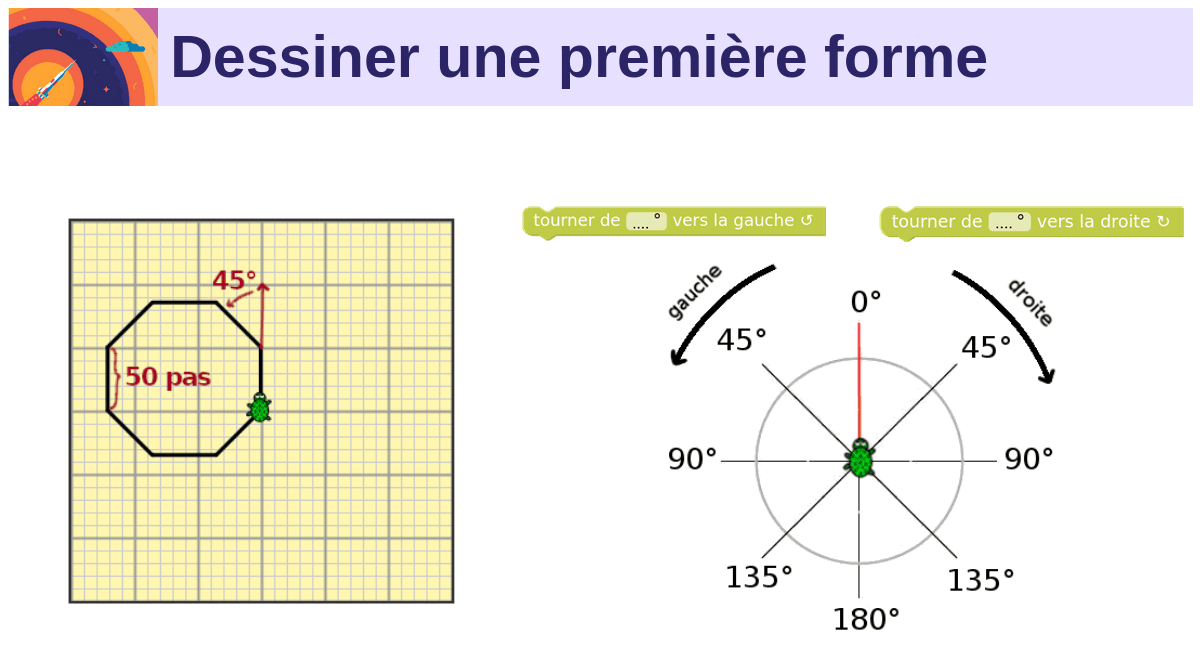 Dessiner une première forme
tourner de ....° vers la gauche ↺
tourner de ....° vers la droite ↻
45°
50 pas
gauche
droite
0°
45°
45°
90°
90°
135°
135°
180°